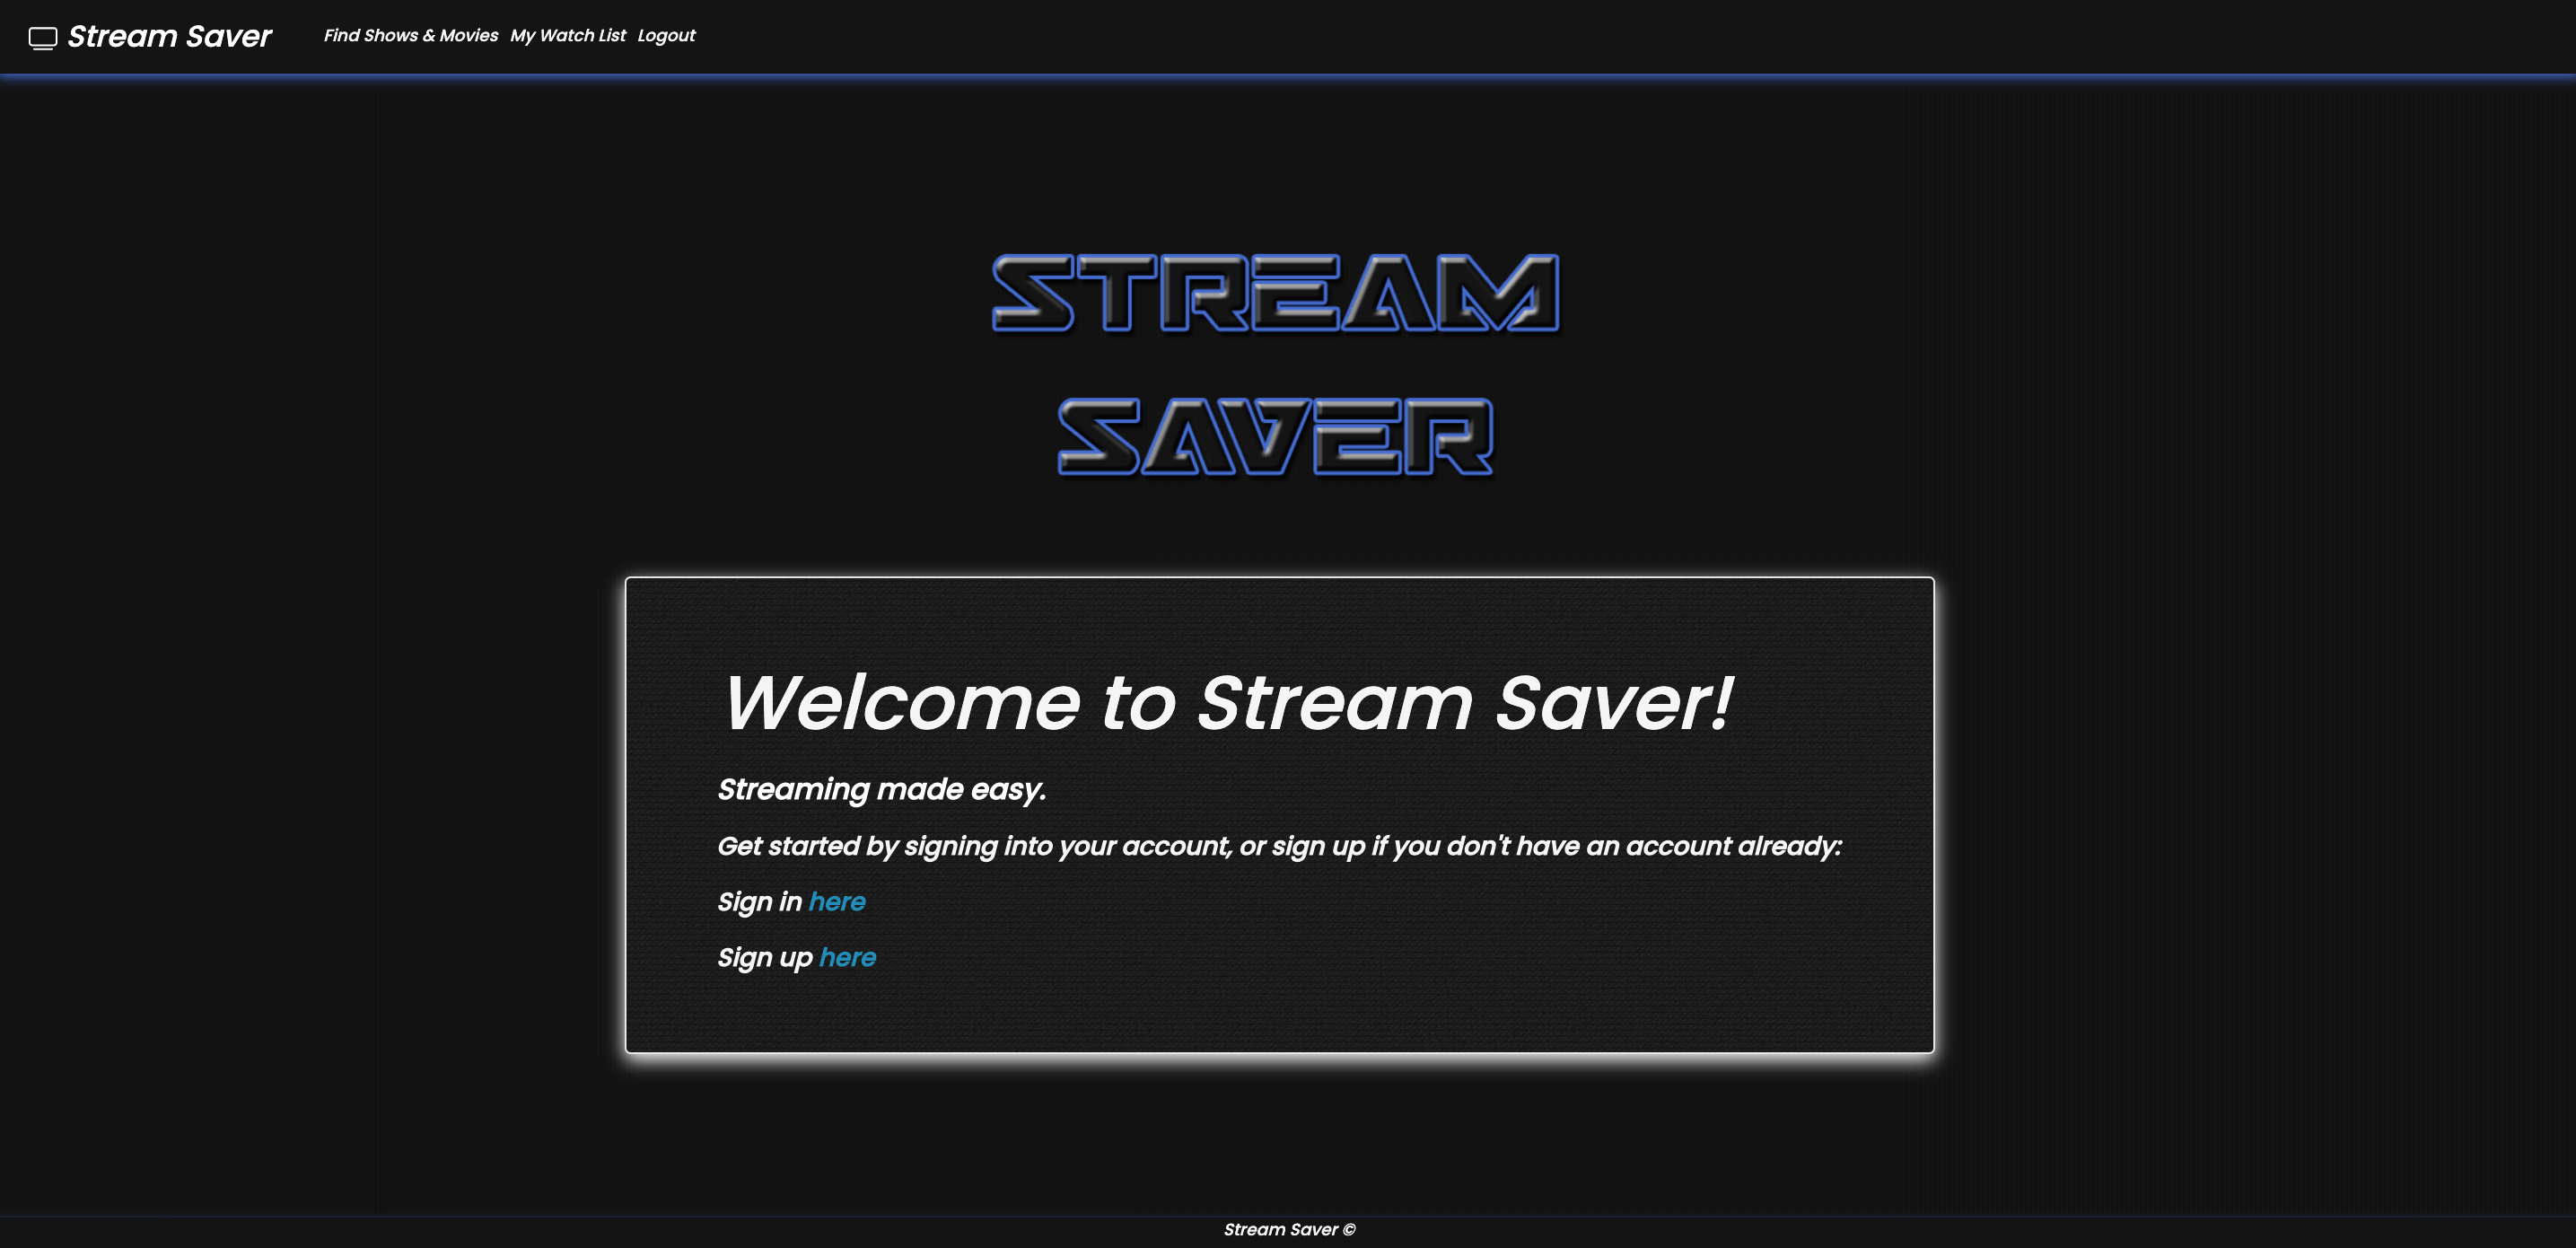 Stream Saver Find Shows & Movies My Watch List Logout
STREAM
SAVER
Welcome to Stream Saver!
Streaming made easy.
Get started by signing into your account, or sign up if you don't have an account already:
Sign in here
Sign up here
Stream Saver ©